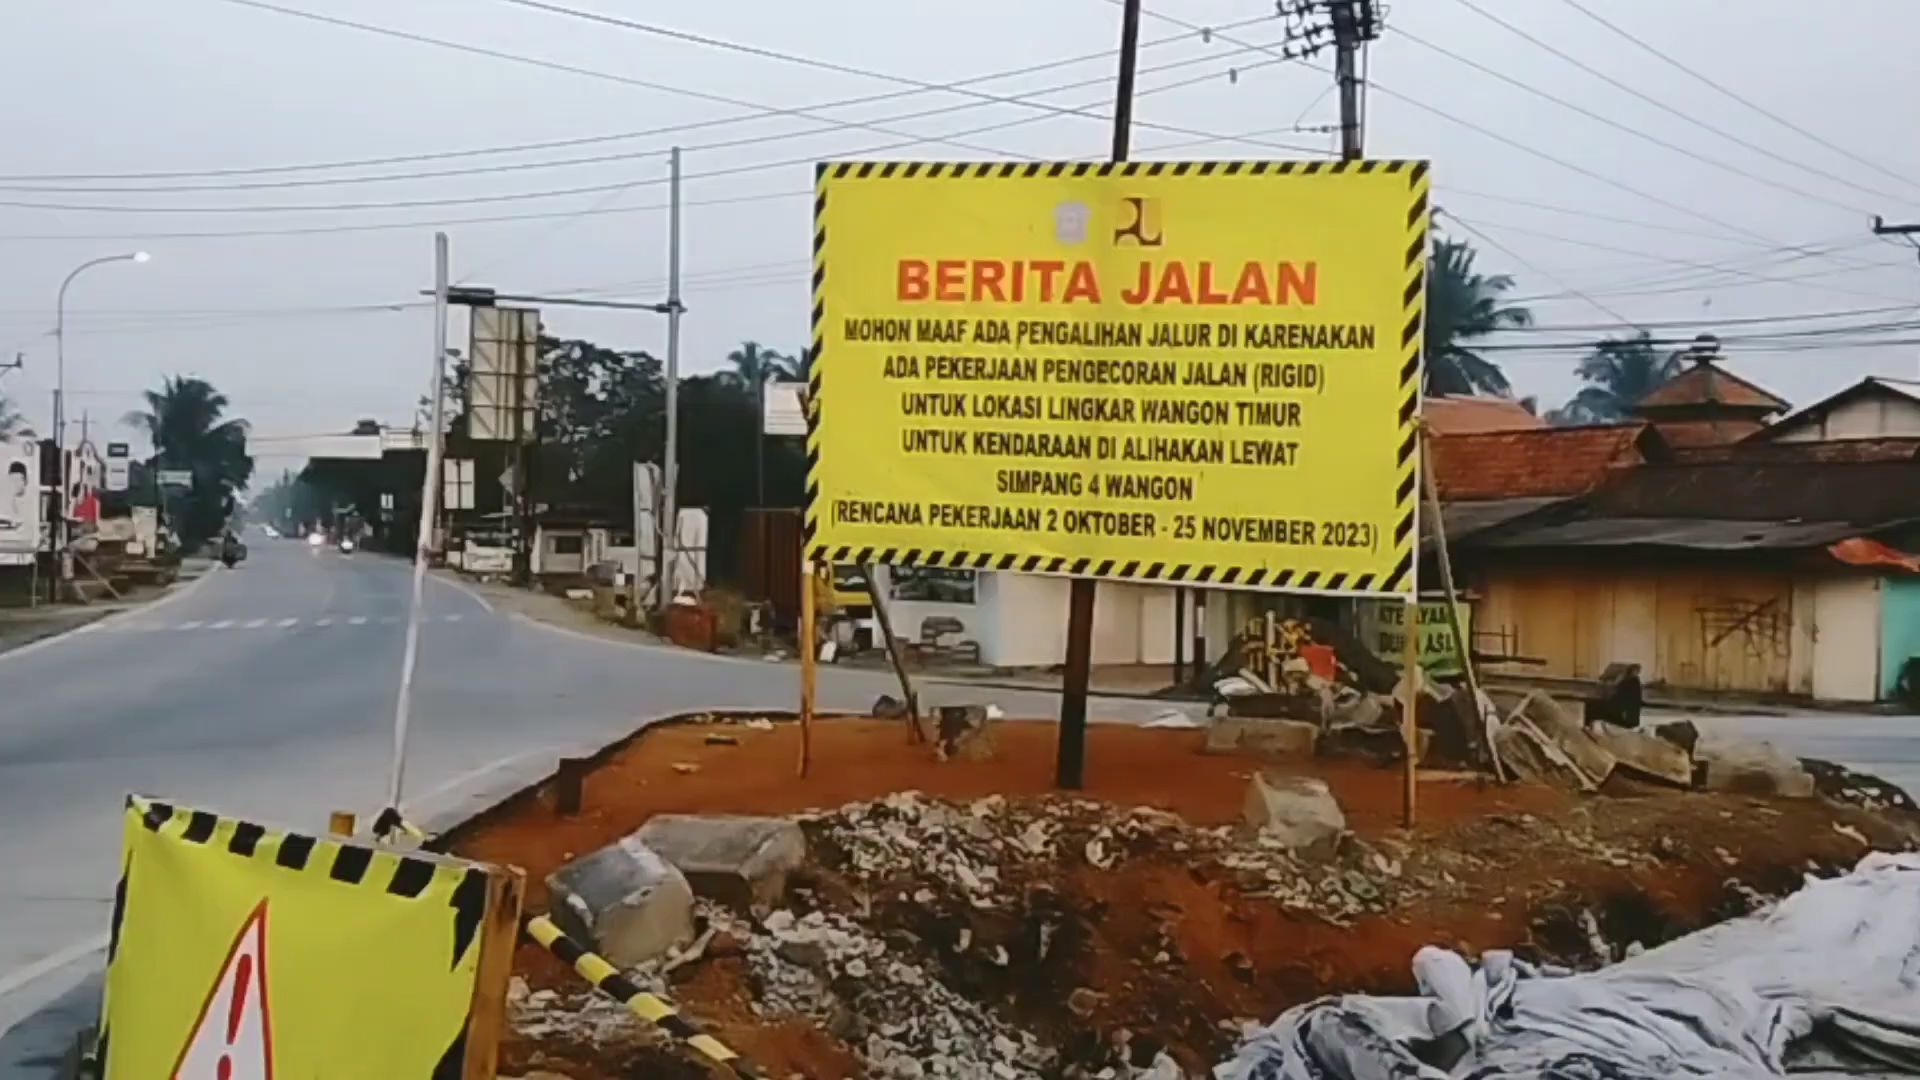 BERITA JALAN
MOHON MAAF ADA PENGALIHAN JALUR DI KARENAKAN
ADA PEKERJAAN PENGECORAN JALAN (RIGID)
UNTUK LOKASI LINGKAR WANGON TIMUR
UNTUK KENDARAAN DI ALIHAKAN LEWAT
SIMPANG 4 WANGON
(RENCANA PEKERJAAN 2 OKTOBER - 25 NOVEMBER 2023)